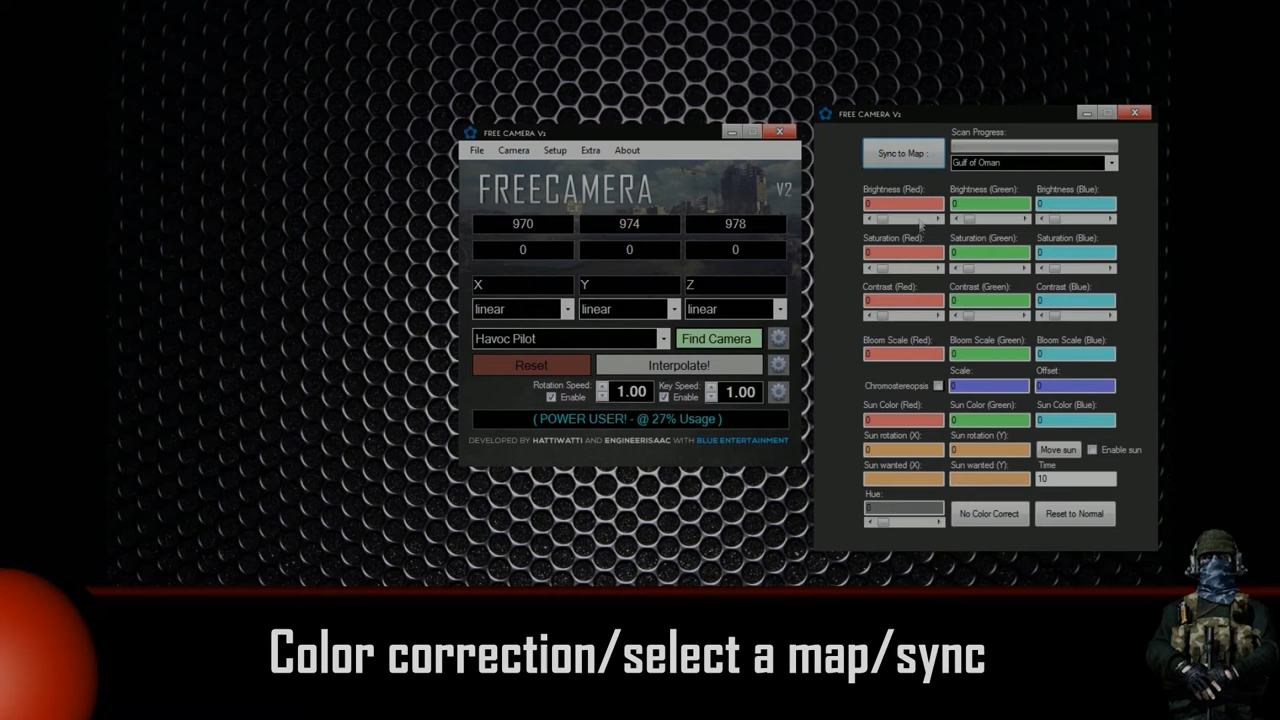 FREE CAMERA V2
File Camera Setup Extra About
FREECAMERA V2
970 974 978
0 0 0
X Y Z
linear linear linear
Havoc Pilot Find Camera
Reset Interpolate!
Rotation Speed: 1.00 Key Speed: 1.00
Enable Enable
( POWER USER! - @ 27% Usage )
DEVELOPED BY HATTIWATTI AND ENGINEERISAAC WITH BLUE ENTERTAINMENT
FREE CAMERA V2
Scan Progress:
Sync to Map :
Gulf of Oman
Brightness (Red): Brightness (Green): Brightness (Blue):
0 0 0
Saturation (Red): Saturation (Green): Saturation (Blue):
0 0 0
Contrast (Red): Contrast (Green): Contrast (Blue):
0 0 0
Bloom Scale (Red): Bloom Scale (Green): Bloom Scale (Blue):
0 0 0
Scale: Offset:
Chromostereopsis 0 0
Sun Color (Red): Sun Color (Green): Sun Color (Blue):
0 0 0
Sun rotation (X): Sun rotation (Y):
0 0 Move sun Enable sun
Sun wanted (X): Sun wanted (Y): Time
10
Hue:
0 No Color Correct Reset to Normal
Color correction/select a map/sync